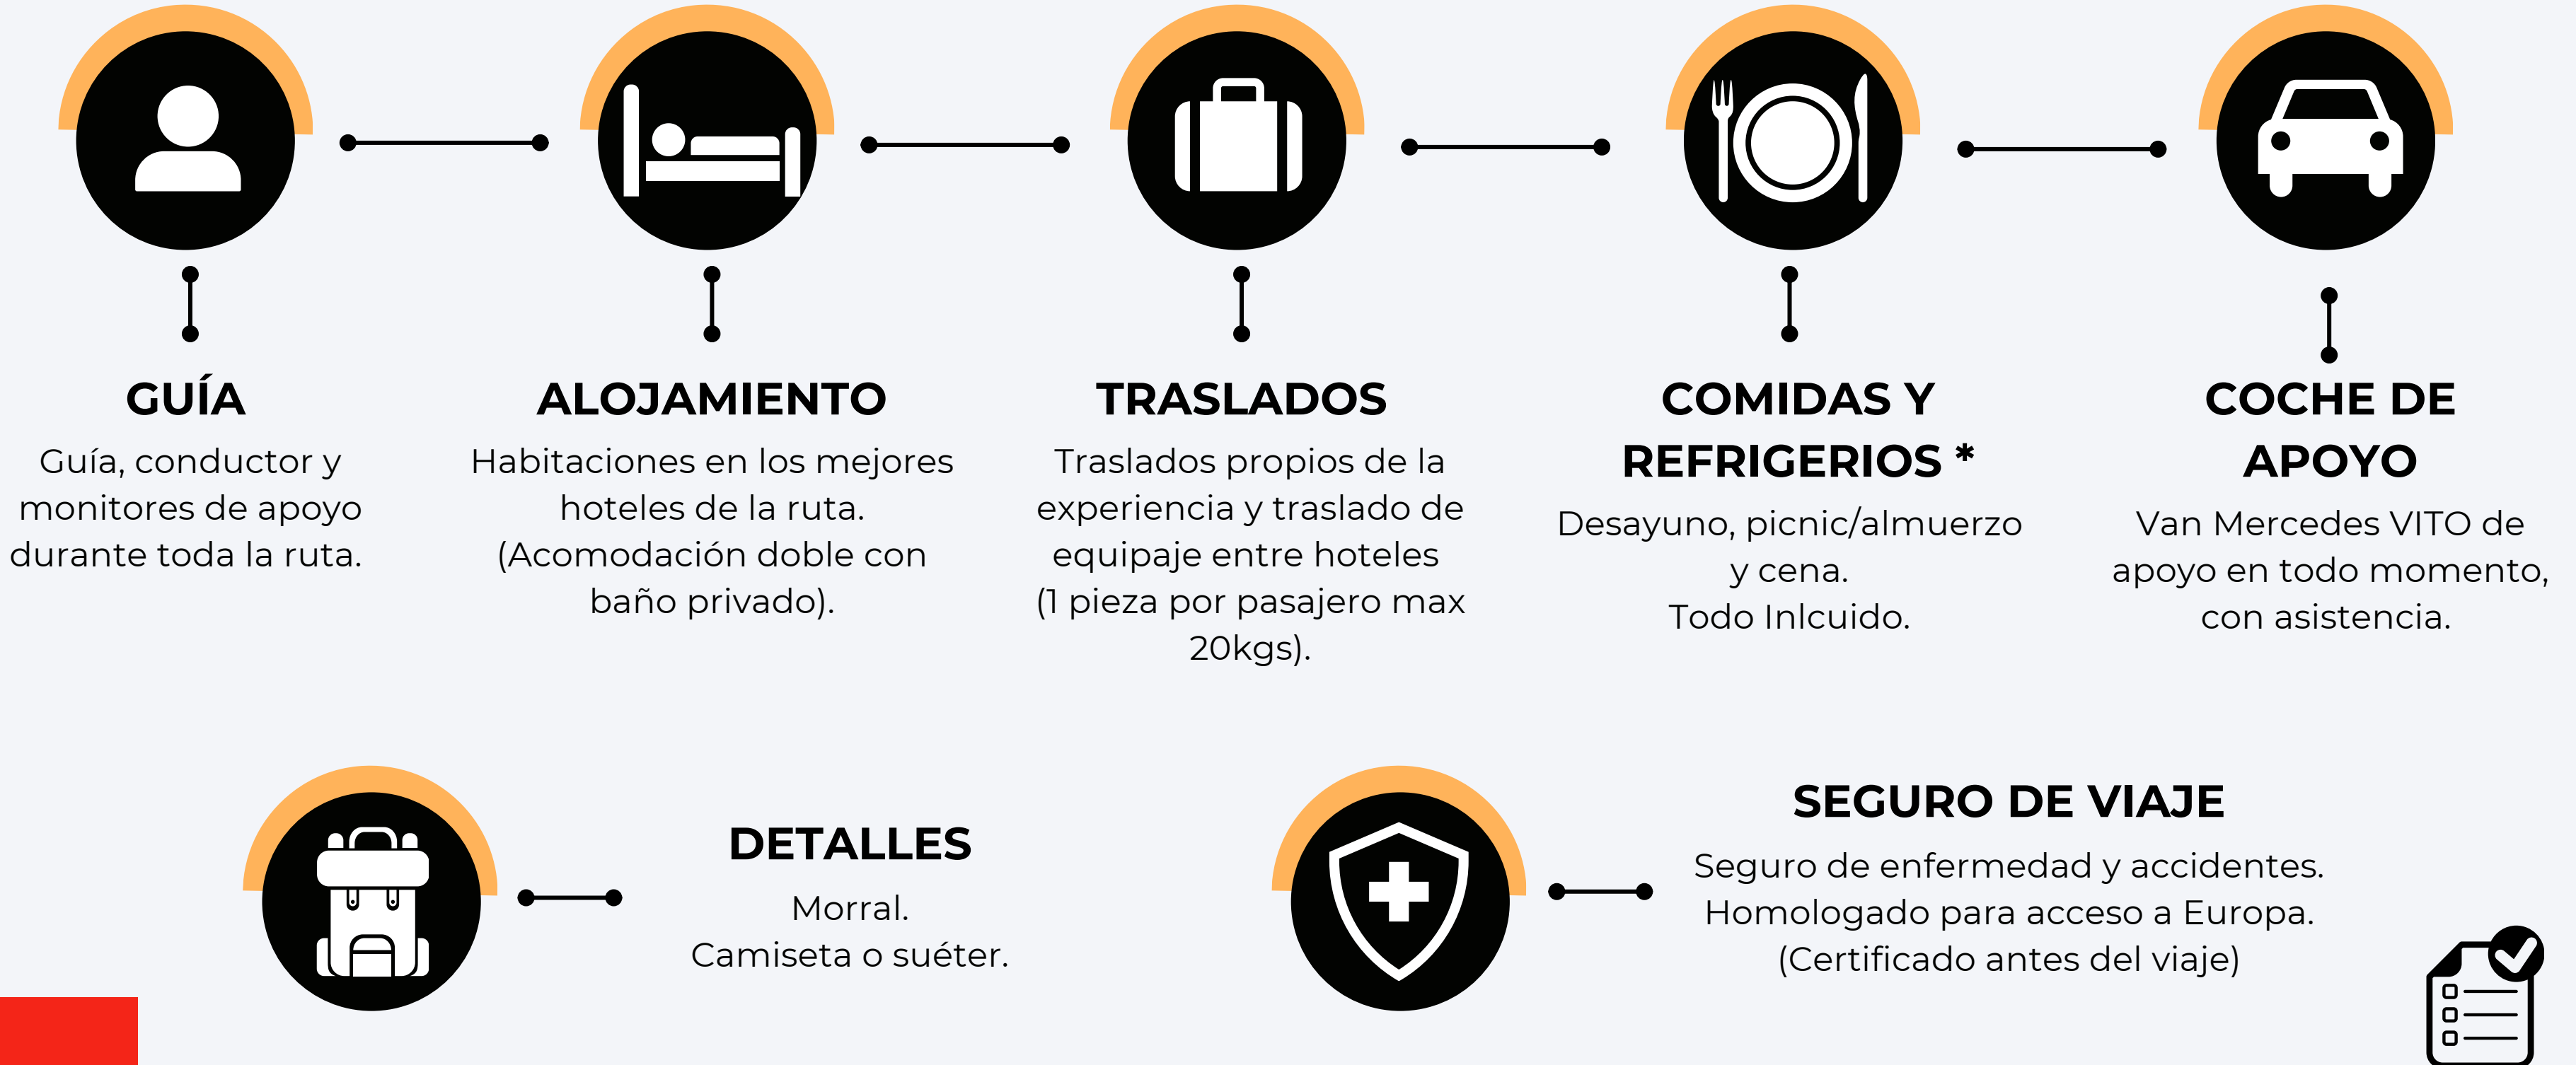 GUÍA
Guía, conductor y
monitores de apoyo
durante toda la ruta.
ALOJAMIENTO
Habitaciones en los mejores
hoteles de la ruta.
(Acomodación doble con
baño privado).
TRASLADOS
Traslados propios de la
experiencia y traslado de
equipaje entre hoteles
(1 pieza por pasajero max
20kgs).
COMIDAS Y
REFRIGERIOS *
Desayuno, picnic/almuerzo
y cena.
Todo Inlcuido.
COCHE DE
APOYO
Van Mercedes VITO de
apoyo en todo momento,
con asistencia.
DETALLES
Morral.
Camiseta o suéter.
SEGURO DE VIAJE
Seguro de enfermedad y accidentes.
Homologado para acceso a Europa.
(Certificado antes del viaje)